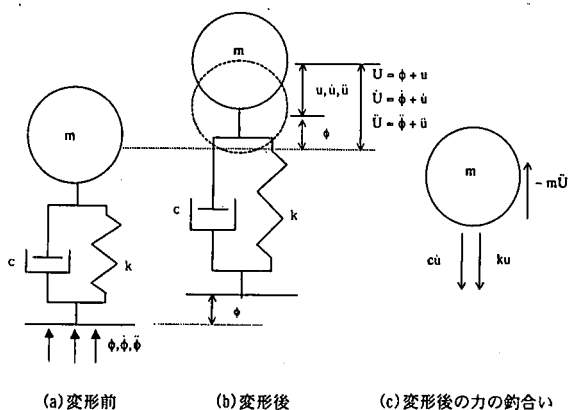 m
c
k
φ,φ̇,φ̈
(a)変形前
m
u,u̇,ü
φ
U = φ + u
U̇ = φ̇ + u̇
Ü = φ̈ + ü
c
k
φ
(b)変形後
m
-mÜ
cu̇
ku
(c)変形後の力の釣合い